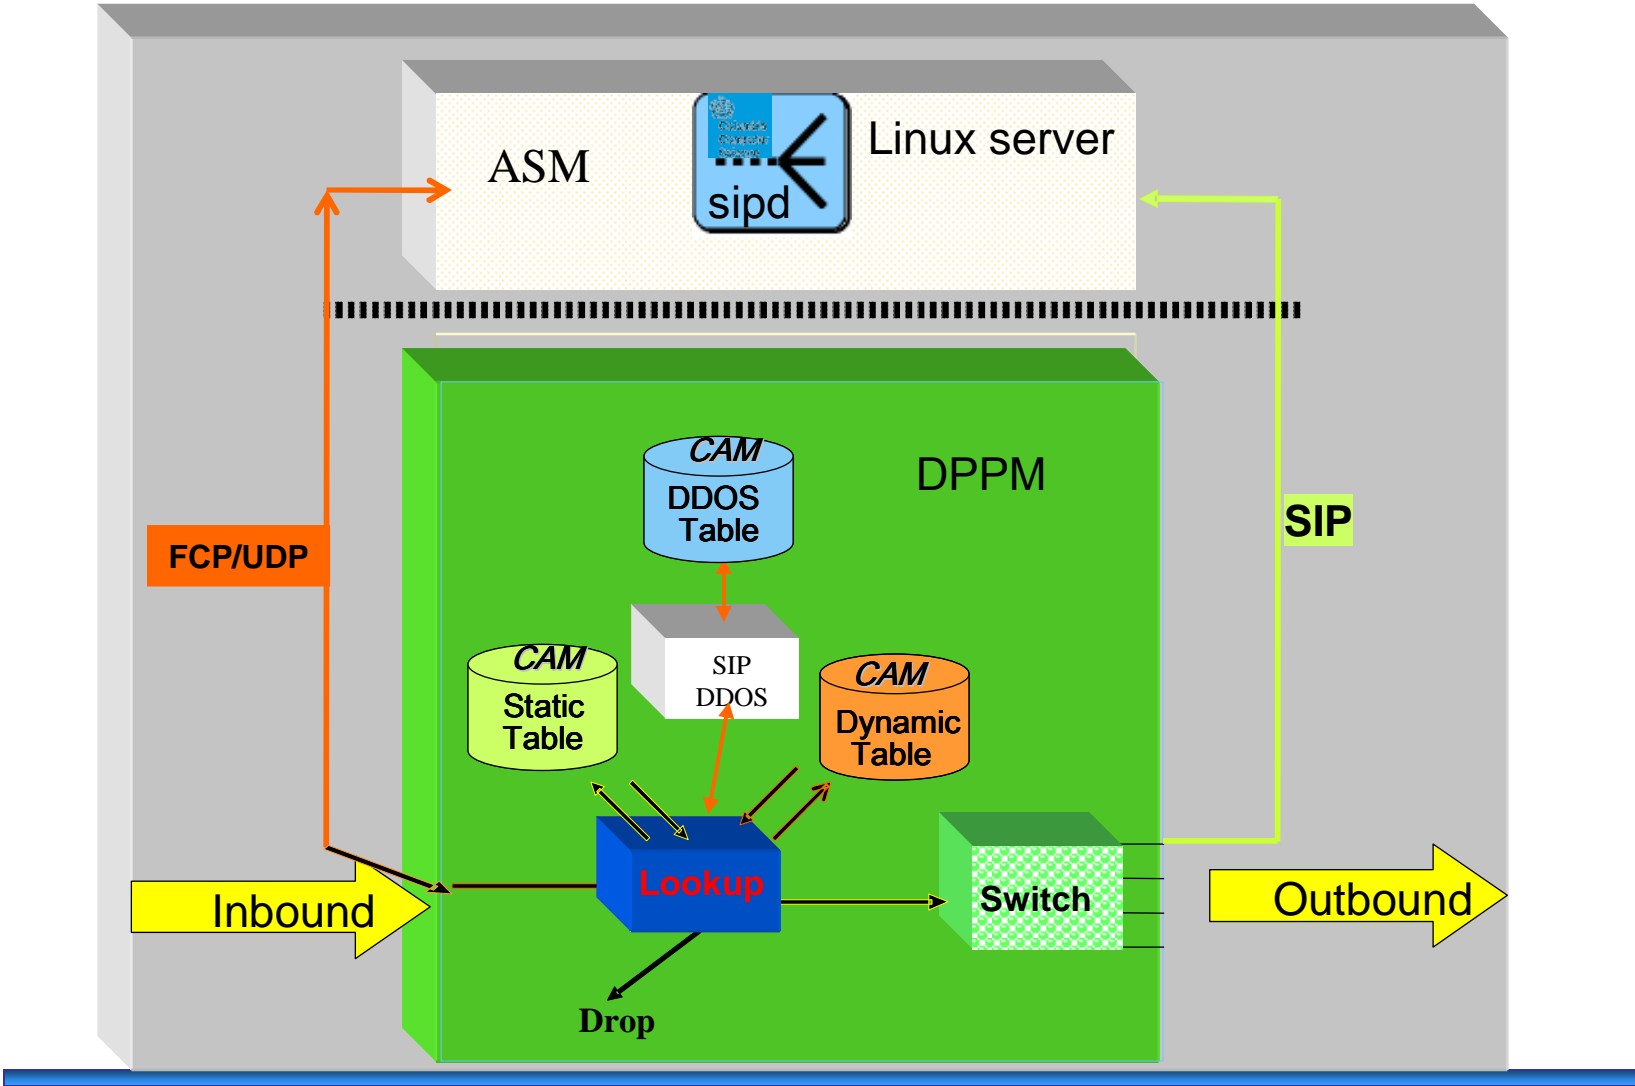 ASM
sipd
Linux server
CAM
DDOS
Table
DPPM
SIP
FCP/UDP
SIP
DDOS
CAM
Static
Table
CAM
Dynamic
Table
Lookup
Switch
Inbound
Outbound
Drop